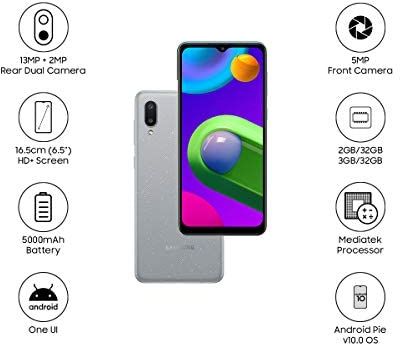 13MP + 2MP
Rear Dual Camera
5MP
Front Camera
16.5cm (6.5")
HD+ Screen
2GB/32GB
3GB/32GB
5000mAh
Battery
Mediatek
Processor
SAMSUNG
android
One UI
10
Android Pie
v10.0 OS